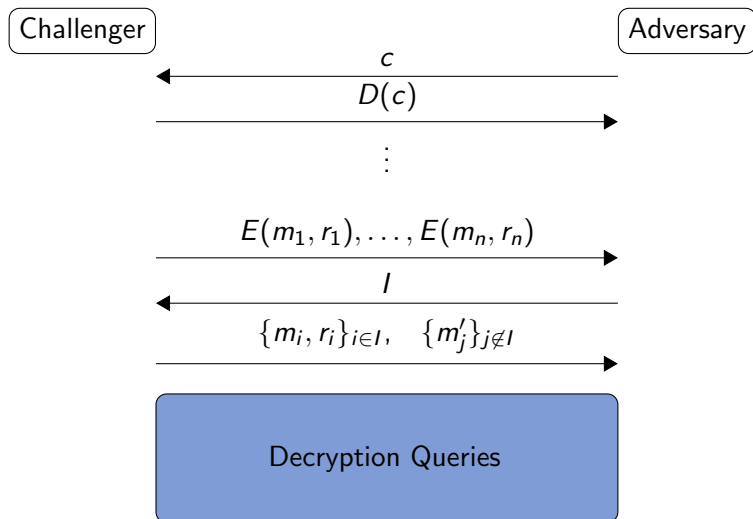 Challenger Adversary
c
D(c)
⋮
E(m₁, r₁), . . . , E(mₙ, rₙ)
I
{mᵢ, rᵢ}ᵢ∈I, {m′ⱼ}ⱼ∉I
Decryption Queries